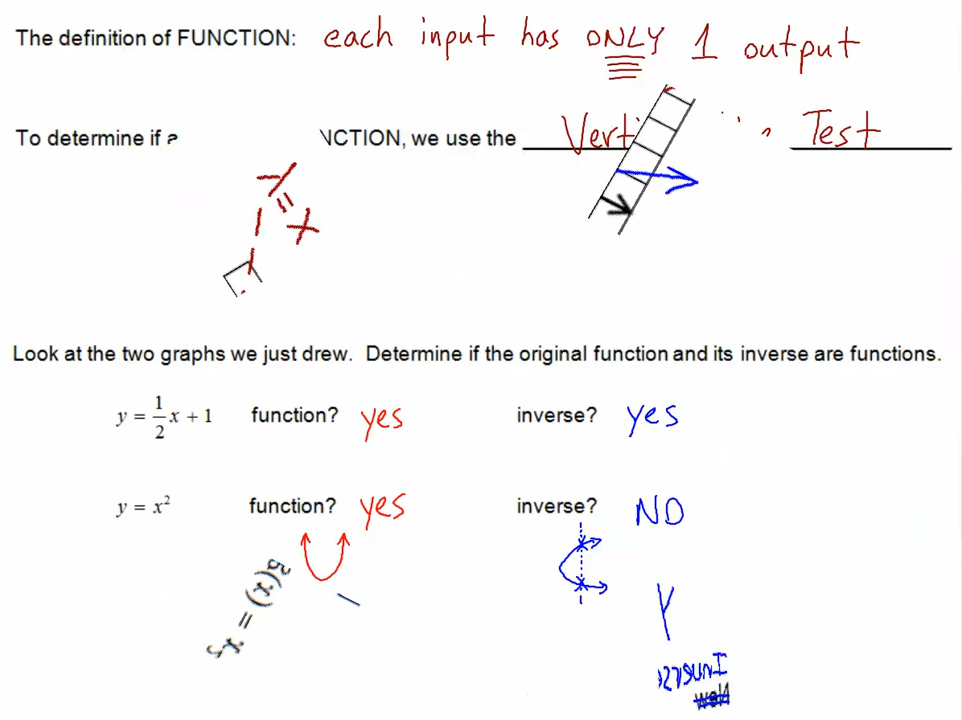 The definition of FUNCTION: each input has ONLY 1 output
To determine if a NCTION, we use the Vert Test
Y
=
X
Look at the two graphs we just drew. Determine if the original function and its inverse are functions.
y = 1/2 x + 1 function? yes inverse? yes
y = x² function? yes inverse? NO
Y